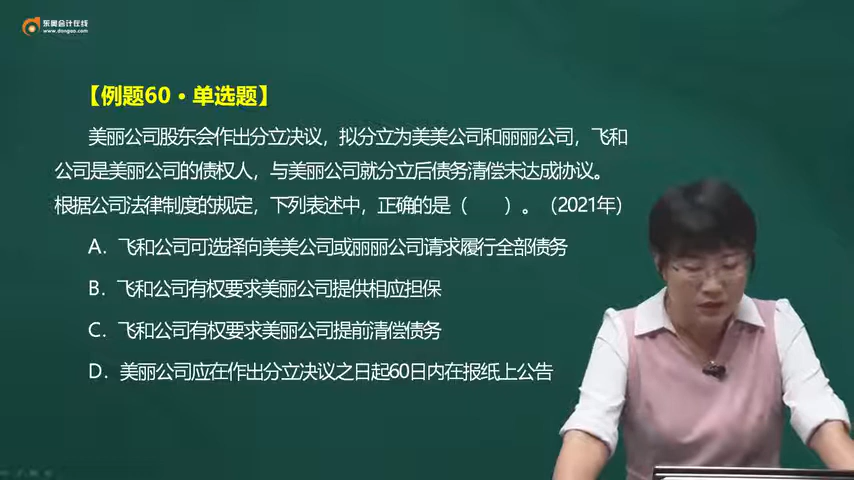 东奥会计在线
www.dongao.com
【例题60·单选题】
美丽公司股东会作出分立决议，拟分立为美美公司和丽丽公司，飞和
公司是美丽公司的债权人，与美丽公司就分立后债务清偿未达成协议。
根据公司法律制度的规定，下列表述中，正确的是（　　）。（2021年）
A．飞和公司可选择向美美公司或丽丽公司请求履行全部债务
B．飞和公司有权要求美丽公司提供相应担保
C．飞和公司有权要求美丽公司提前清偿债务
D．美丽公司应在作出分立决议之日起60日内在报纸上公告